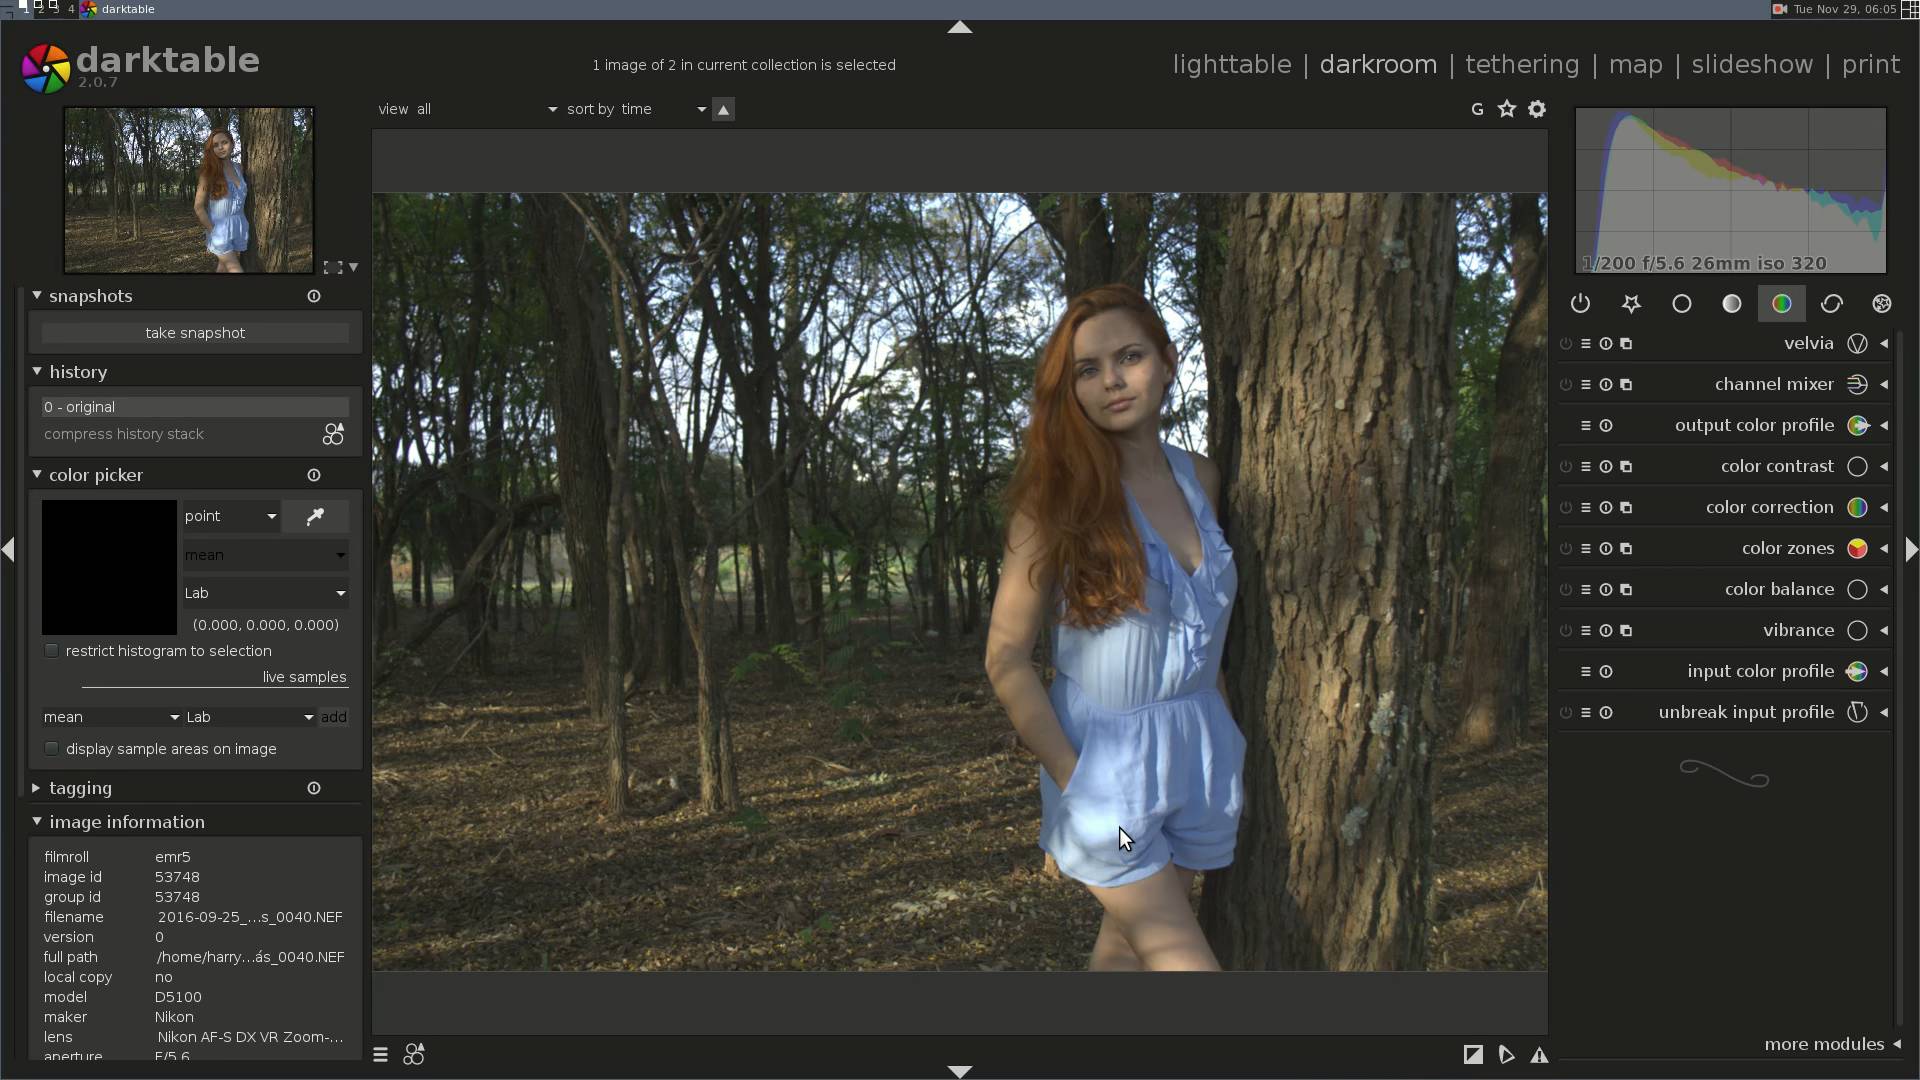 1 2 3 4 darktable
Tue Nov 29, 06:05
darktable
2.0.7
1 image of 2 in current collection is selected
lighttable | darkroom | tethering | map | slideshow | print
view all sort by time
G
1/200 f/5.6 26mm iso 320
snapshots
take snapshot
history
0 - original
compress history stack
color picker
point
mean
Lab
(0.000, 0.000, 0.000)
restrict histogram to selection
live samples
mean Lab add
display sample areas on image
tagging
image information
filmroll emr5
image id 53748
group id 53748
filename 2016-09-25_...s_0040.NEF
version 0
full path /home/harry...ás_0040.NEF
local copy no
model D5100
maker Nikon
lens Nikon AF-S DX VR Zoom-...
aperture F/5.6
velvia
channel mixer
output color profile
color contrast
color correction
color zones
color balance
vibrance
input color profile
unbreak input profile
more modules